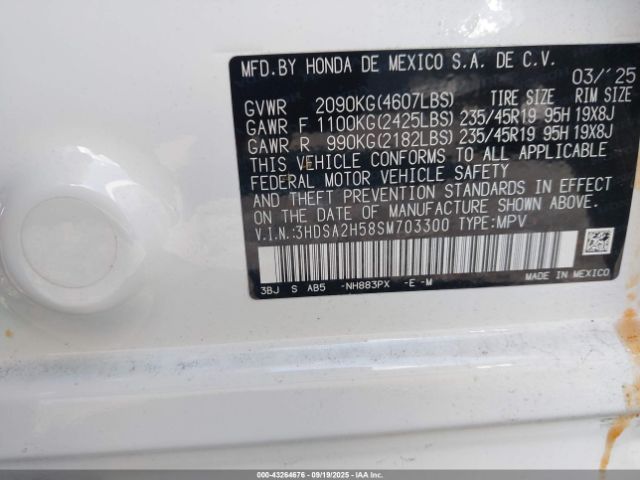 MFD.BY HONDA DE MEXICO S.A. DE C.V.
03/´25
GVWR 2090KG(4607LBS) TIRE SIZE RIM SIZE
GAWR F 1100KG(2425LBS) 235/45R19 95H 19X8J
GAWR R 990KG(2182LBS) 235/45R19 95H 19X8J
THIS VEHICLE CONFORMS TO ALL APPLICABLE
FEDERAL MOTOR VEHICLE SAFETY
AND THEFT PREVENTION STANDARDS IN EFFECT
ON THE DATE OF MANUFACTURE SHOWN ABOVE.
V.I.N.:3HDSA2H58SM703300 TYPE:MPV
MADE IN MEXICO
3BJ S AB5 -NH883PX -E -M
000-43264676 - 09/19/2025 - IAAI.COM